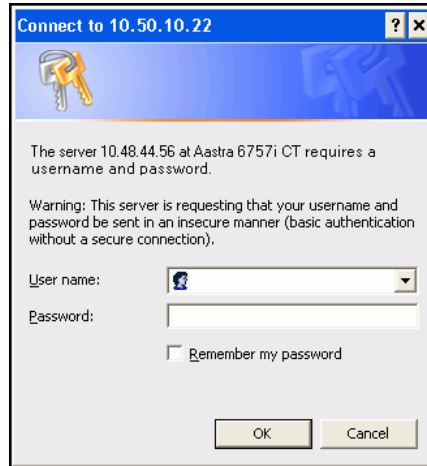 Connect to 10.50.10.22
The server 10.48.44.56 at Aastra 6757i CT requires a
username and password.
Warning: This server is requesting that your username and
password be sent in an insecure manner (basic authentication
without a secure connection).
User name:
Password:
Remember my password
OK Cancel